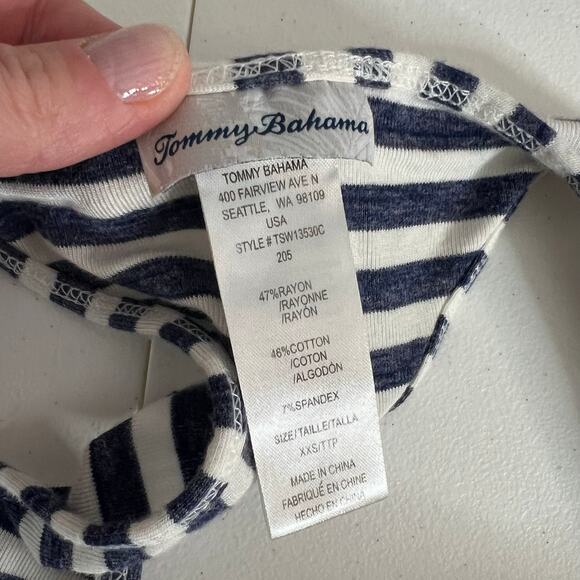 Tommy Bahama
TOMMY BAHAMA
400 FAIRVIEW AVE N
SEATTLE, WA 98109
USA
STYLE # TSW13530C
205
47%RAYON
/RAYONNE
/RAYÓN
46%COTTON
/COTON
/ALGODÓN
7%SPANDEX
SIZE/TAILLE/TALLA
XXS/TTP
MADE IN CHINA
FABRIQUÉ EN CHINE
HECHO EN CHINA